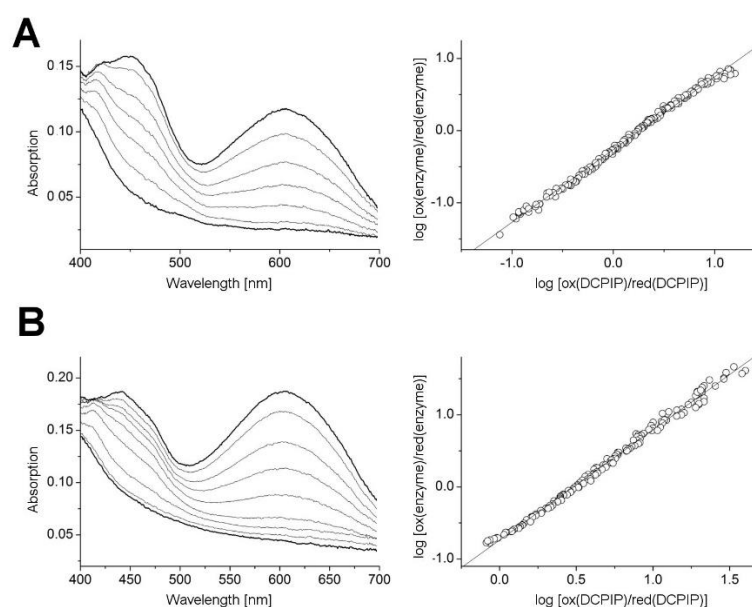 A
0.15
0.10
0 05
Absorption
400 450 500 550 600 650 700
Wavelength [nm]
1.0
0.0
-1.0
log [ox(enzyme)/red(enzyme)]
-1.0 0.0 1.0
log [ox(DCPIP)/red(DCPIP)]
B
0.20
0.15
0.10
0.05
Absorption
400 450 500 550 600 650 700
Wavelength [nm]
1.0
0.0
-1.0
log [ox(enzyme)/red(enzyme)]
0.0 0.5 1.0 1.5
log [ox(DCPIP)/red(DCPIP)]